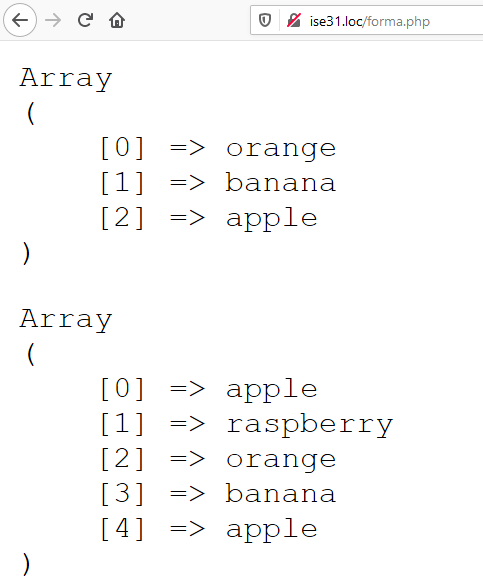 ise31.loc/forma.php
Array
(
    [0] => orange
    [1] => banana
    [2] => apple
)
Array
(
    [0] => apple
    [1] => raspberry
    [2] => orange
    [3] => banana
    [4] => apple
)